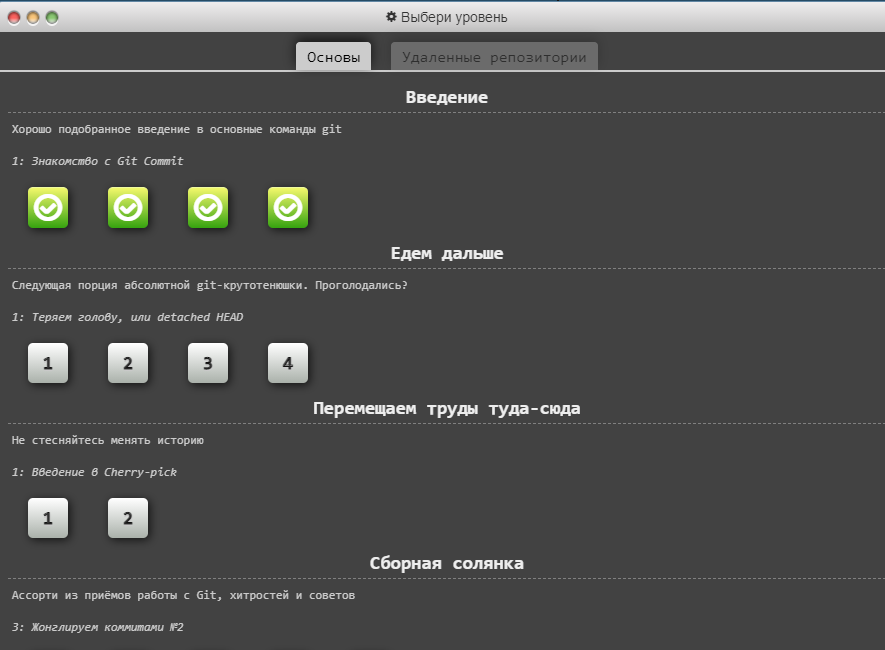 Выбери уровень
Основы
Удаленные репозитории
Введение
Хорошо подобранное введение в основные команды git
1: Знакомство с Git Commit
Едем дальше
Следующая порция абсолютной git-крутотенюшки. Проголодались?
1: Теряем голову, или detached HEAD
1 2 3 4
Перемещаем труды туда-сюда
Не стесняйтесь менять историю
1: Введение в Cherry-pick
1 2
Сборная солянка
Ассорти из приёмов работы с Git, хитростей и советов
3: Жонглируем коммитами №2